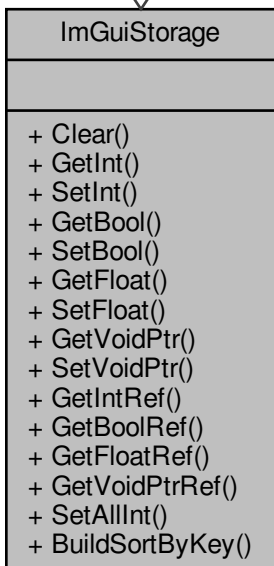 ImGuiStorage
+ Clear()
+ GetInt()
+ SetInt()
+ GetBool()
+ SetBool()
+ GetFloat()
+ SetFloat()
+ GetVoidPtr()
+ SetVoidPtr()
+ GetIntRef()
+ GetBoolRef()
+ GetFloatRef()
+ GetVoidPtrRef()
+ SetAllInt()
+ BuildSortByKey()